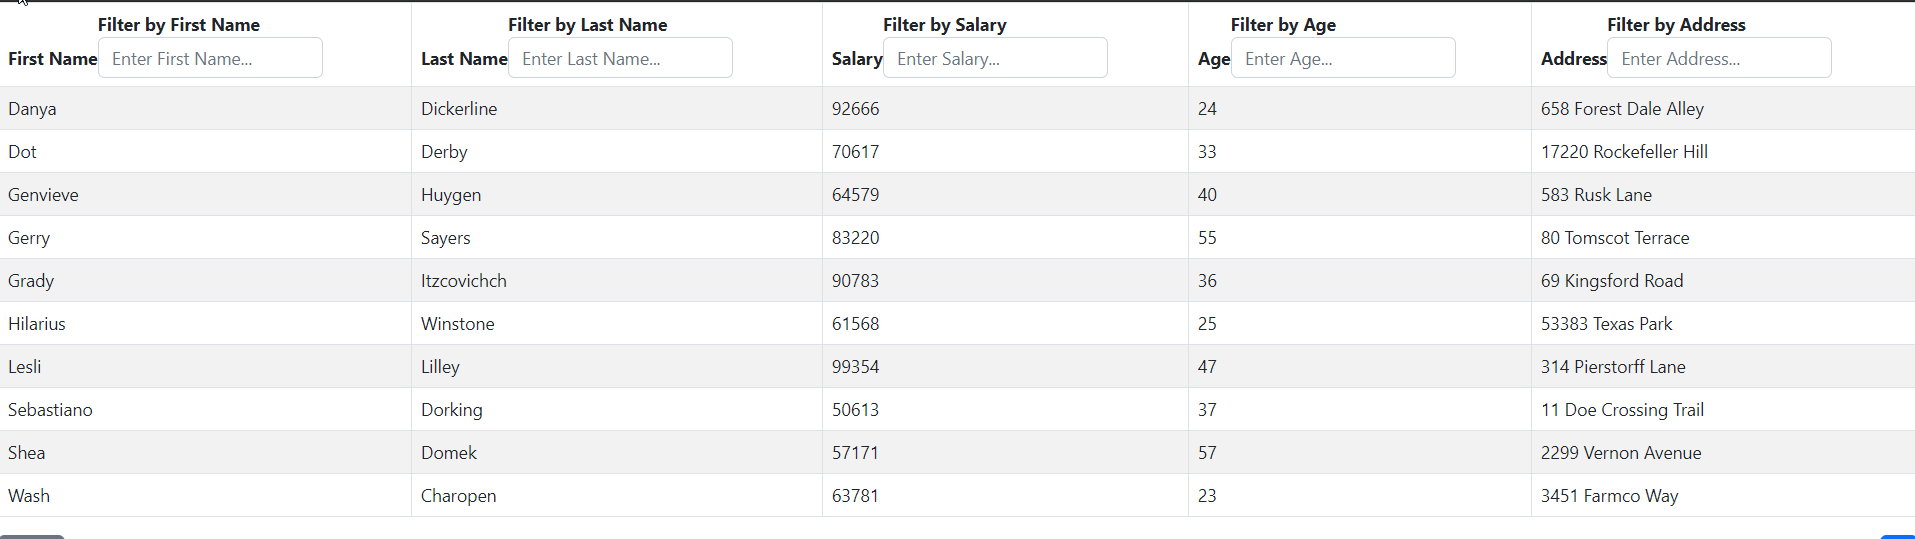 Filter by First Name Filter by Last Name Filter by Salary Filter by Age Filter by Address
First Name Enter First Name... Last Name Enter Last Name... Salary Enter Salary... Age Enter Age... Address Enter Address...
Danya Dickerline 92666 24 658 Forest Dale Alley
Dot Derby 70617 33 17220 Rockefeller Hill
Genvieve Huygen 64579 40 583 Rusk Lane
Gerry Sayers 83220 55 80 Tomscot Terrace
Grady Itzcovichch 90783 36 69 Kingsford Road
Hilarius Winstone 61568 25 53383 Texas Park
Lesli Lilley 99354 47 314 Pierstorff Lane
Sebastiano Dorking 50613 37 11 Doe Crossing Trail
Shea Domek 57171 57 2299 Vernon Avenue
Wash Charopen 63781 23 3451 Farmco Way